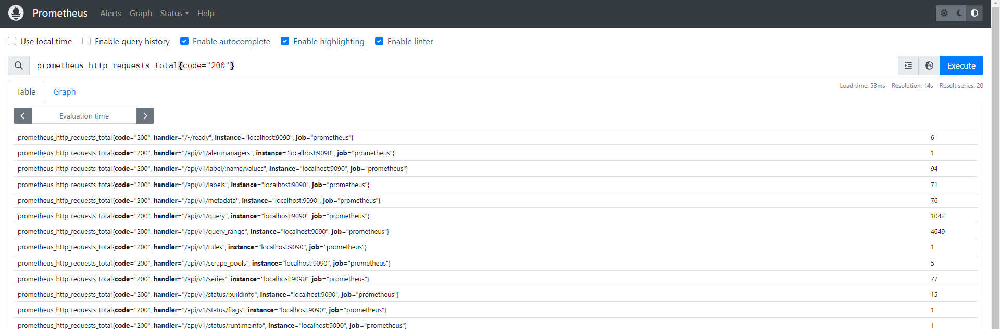 Prometheus Alerts Graph Status Help
Use local time Enable query history Enable autocomplete Enable highlighting Enable linter
prometheus_http_requests_total{code="200"} Execute
Table Graph Load time: 53ms Resolution: 14s Result series: 20
Evaluation time
prometheus_http_requests_total{code="200", handler="/-/ready", instance="localhost:9090", job="prometheus"} 6
prometheus_http_requests_total{code="200", handler="/api/v1/alertmanagers", instance="localhost:9090", job="prometheus"} 1
prometheus_http_requests_total{code="200", handler="/api/v1/label/:name/values", instance="localhost:9090", job="prometheus"} 94
prometheus_http_requests_total{code="200", handler="/api/v1/labels", instance="localhost:9090", job="prometheus"} 71
prometheus_http_requests_total{code="200", handler="/api/v1/metadata", instance="localhost:9090", job="prometheus"} 76
prometheus_http_requests_total{code="200", handler="/api/v1/query", instance="localhost:9090", job="prometheus"} 1042
prometheus_http_requests_total{code="200", handler="/api/v1/query_range", instance="localhost:9090", job="prometheus"} 4649
prometheus_http_requests_total{code="200", handler="/api/v1/rules", instance="localhost:9090", job="prometheus"} 1
prometheus_http_requests_total{code="200", handler="/api/v1/scrape_pools", instance="localhost:9090", job="prometheus"} 5
prometheus_http_requests_total{code="200", handler="/api/v1/series", instance="localhost:9090", job="prometheus"} 77
prometheus_http_requests_total{code="200", handler="/api/v1/status/buildinfo", instance="localhost:9090", job="prometheus"} 15
prometheus_http_requests_total{code="200", handler="/api/v1/status/flags", instance="localhost:9090", job="prometheus"} 1
prometheus_http_requests_total{code="200", handler="/api/v1/status/runtimeinfo", instance="localhost:9090", job="prometheus"} 1